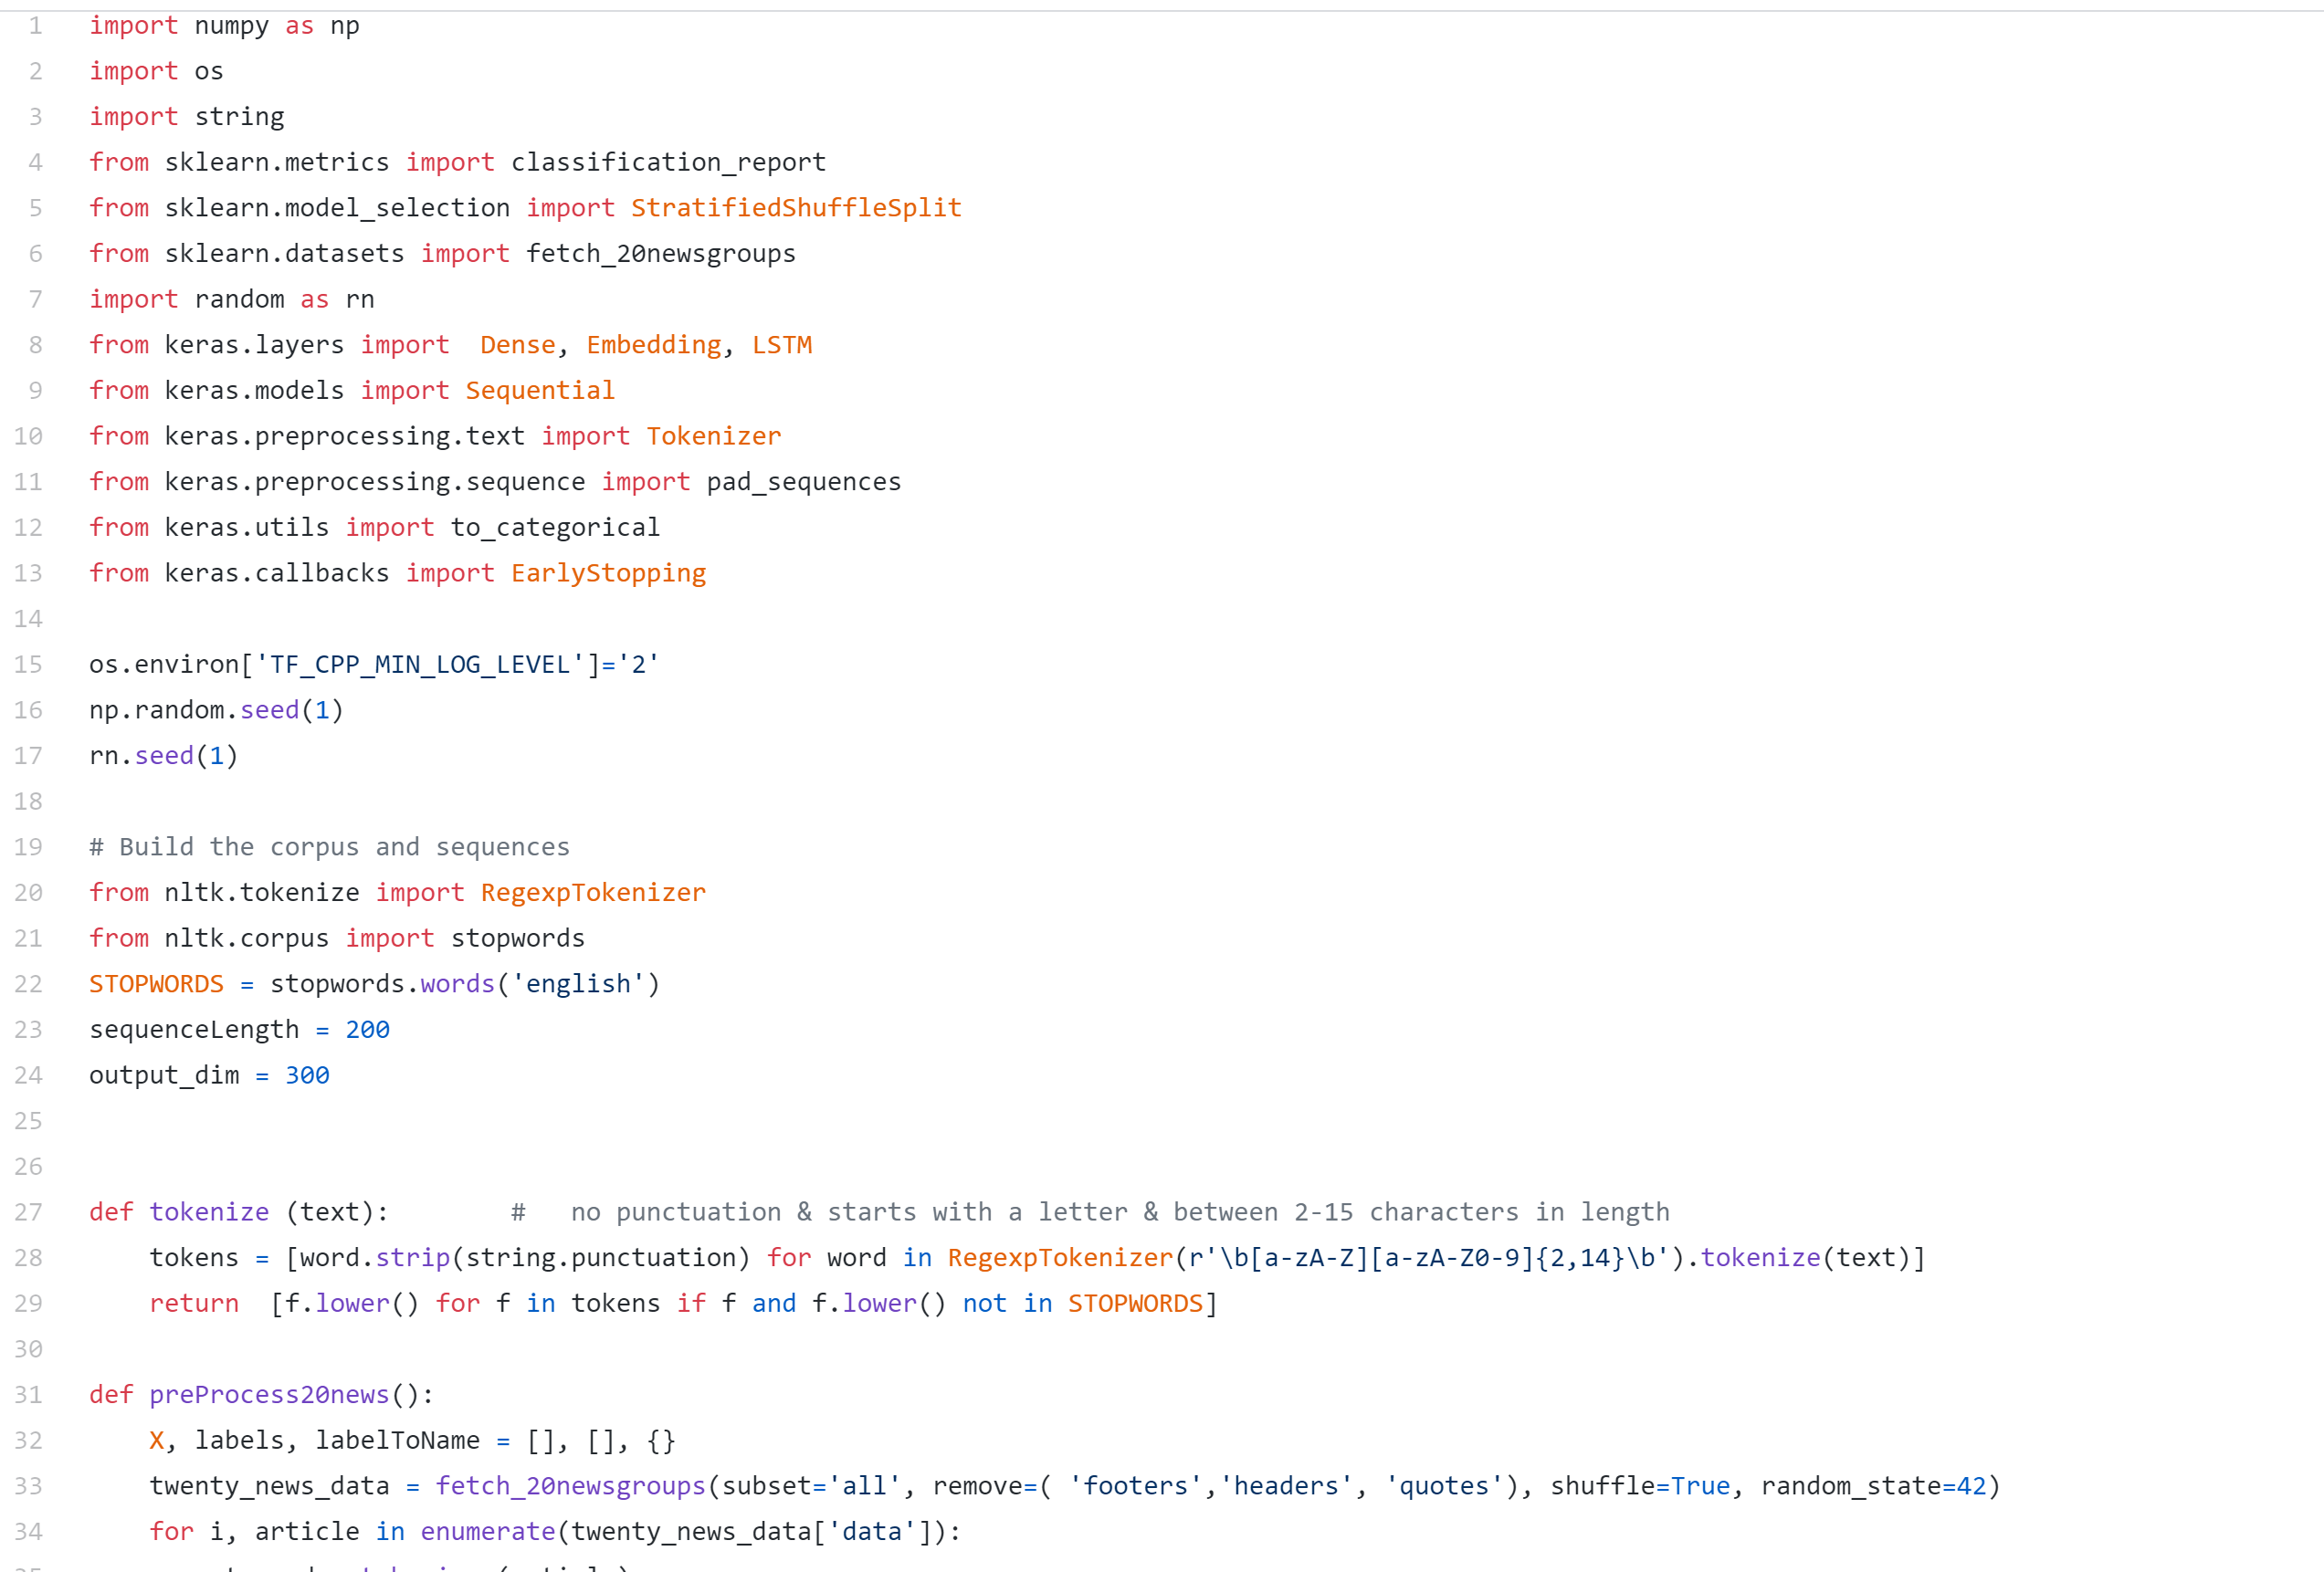 1 import numpy as np
2 import os
3 import string
4 from sklearn.metrics import classification_report
5 from sklearn.model_selection import StratifiedShuffleSplit
6 from sklearn.datasets import fetch_20newsgroups
7 import random as rn
8 from keras.layers import  Dense, Embedding, LSTM
9 from keras.models import Sequential
10 from keras.preprocessing.text import Tokenizer
11 from keras.preprocessing.sequence import pad_sequences
12 from keras.utils import to_categorical
13 from keras.callbacks import EarlyStopping
14
15 os.environ['TF_CPP_MIN_LOG_LEVEL']='2'
16 np.random.seed(1)
17 rn.seed(1)
18
19 # Build the corpus and sequences
20 from nltk.tokenize import RegexpTokenizer
21 from nltk.corpus import stopwords
22 STOPWORDS = stopwords.words('english')
23 sequenceLength = 200
24 output_dim = 300
25
26
27 def tokenize (text):        #   no punctuation & starts with a letter & between 2-15 characters in length
28     tokens = [word.strip(string.punctuation) for word in RegexpTokenizer(r'\b[a-zA-Z][a-zA-Z0-9]{2,14}\b').tokenize(text)]
29     return  [f.lower() for f in tokens if f and f.lower() not in STOPWORDS]
30
31 def preProcess20news():
32     X, labels, labelToName = [], [], {}
33     twenty_news_data = fetch_20newsgroups(subset='all', remove=( 'footers','headers', 'quotes'), shuffle=True, random_state=42)
34     for i, article in enumerate(twenty_news_data['data']):